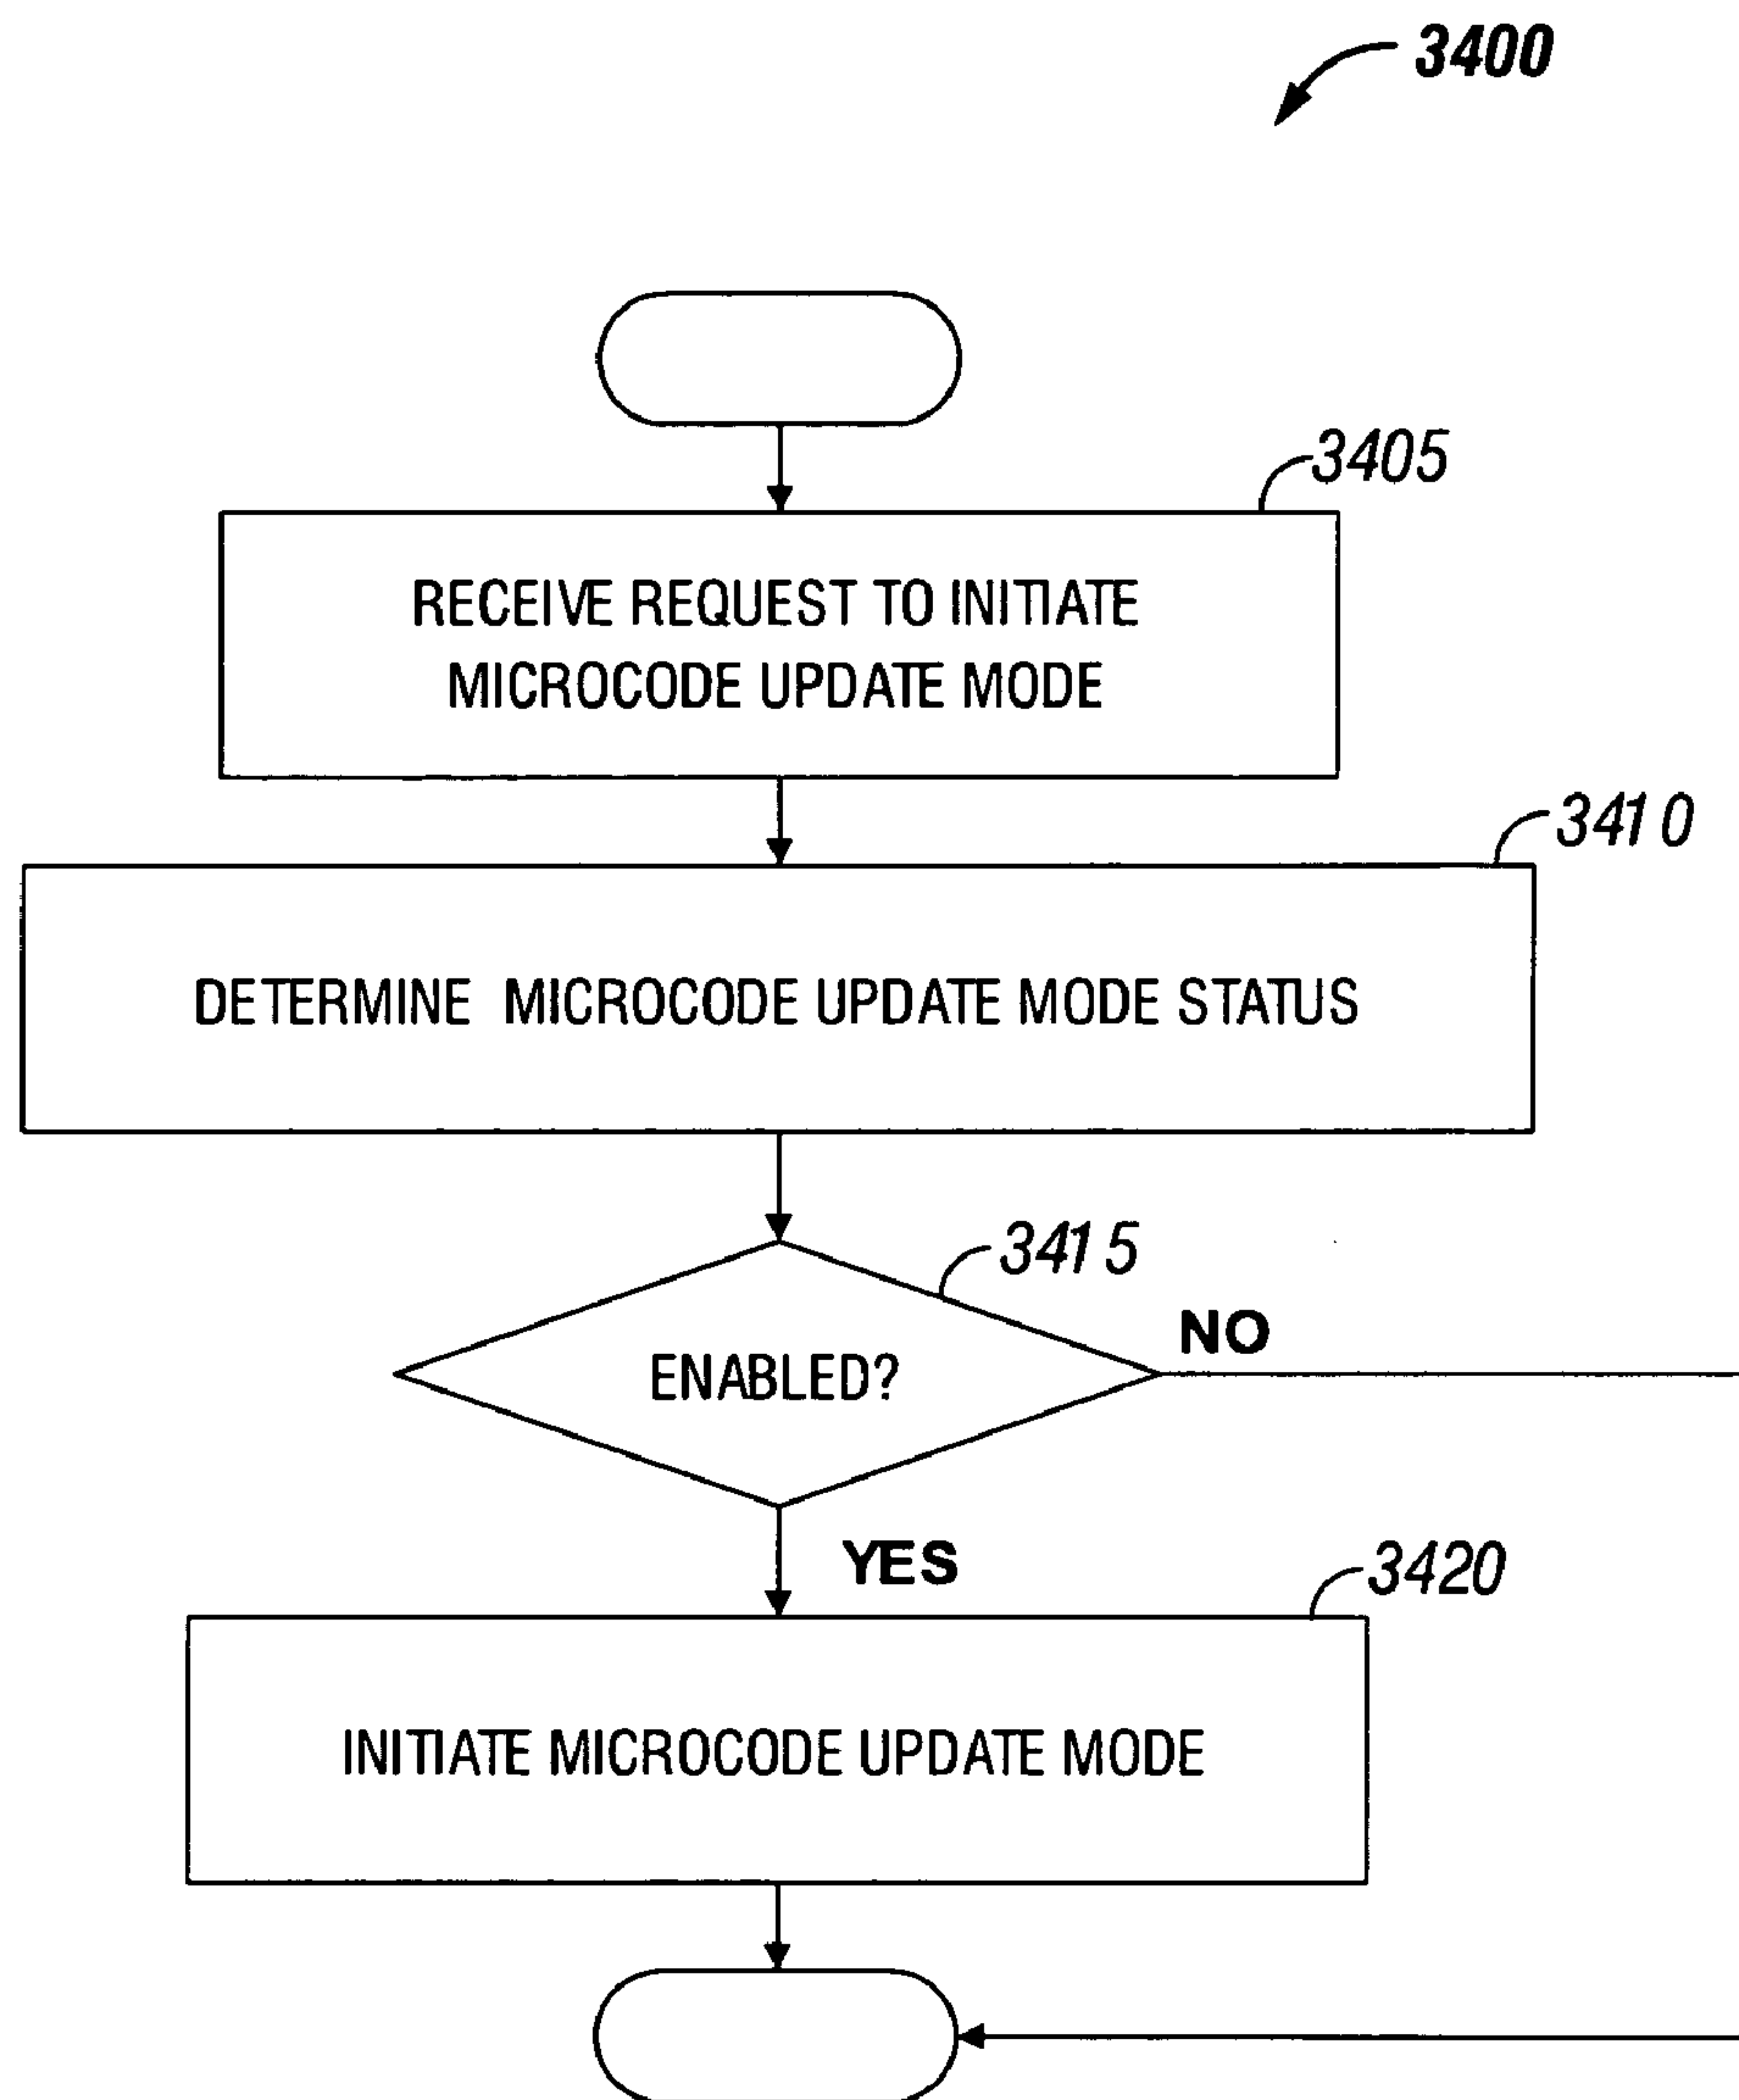 3400
3405
RECEIVE REQUEST TO INITIATE
MICROCODE UPDATE MODE
3410
DETERMINE MICROCODE UPDATE MODE STATUS
3415
NO
ENABLED?
YES
3420
INITIATE MICROCODE UPDATE MODE